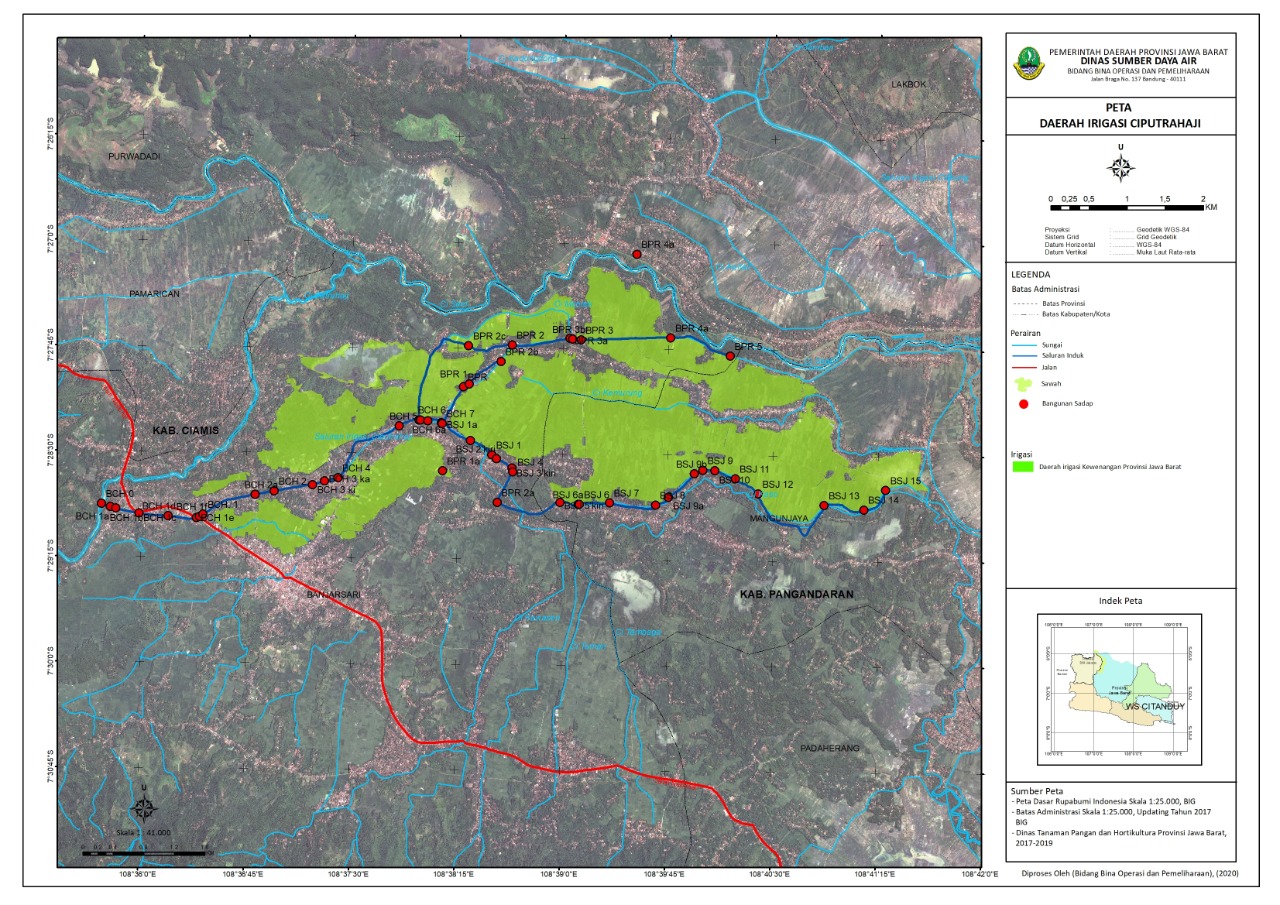 PEMERINTAH DAERAH PROVINSI JAWA BARAT
DINAS SUMBER DAYA AIR
BIDANG BINA OPERASI DAN PEMELIHARAAN
Jalan Braga No. 137 Bandung - 40111
PETA
DAERAH IRIGASI CIPUTRAHAJI
U
0 0,25 0,5 1 1,5 2
KM
Proyeksi : ........... Geodetik WGS-84
Sistem Grid : ........... Grid Geodetik
Datum Horizontal : ........... WGS-84
Datum Vertikal : ........... Muka Laut Rata-rata
LEGENDA
Batas Administrasi
Batas Provinsi
Batas Kabupaten/Kota
Perairan
Sungai
Saluran Induk
Jalan
Sawah
Bangunan Sadap
Irigasi
Daerah irigasi Kewenangan Provinsi Jawa Barat
Indek Peta
WS CITANDUY
Sumber Peta
- Peta Dasar Rupabumi Indonesia Skala 1:25.000, BIG
- Batas Administrasi Skala 1:25.000, Updating Tahun 2017
BIG
- Dinas Tanaman Pangan dan Hortikultura Provinsi Jawa Barat,
2017-2019
Diproses Oleh (Bidang Bina Operasi dan Pemeliharaan), (2020)
LAKBOK
PURWADADI
PAMARICAN
KAB. CIAMIS
BANJARSARI
MANGUNJAYA
KAB. PANGANDARAN
PADAHERANG
BPR 4a
BPR 2c
BPR 2
BPR 3b
BPR 3
BPR 3a
BPR 4a
BPR 5
BPR 2b
BPR 1
BPR
BCH 5
BCH 6
BCH 6a
BCH 7
BSJ 1a
BSJ 1
BSJ 4
BSJ 3 kin
BPR 1a
BPR 2a
BCH 4
BCH 3 ka
BCH 3 ki
BCH 2
BCH 2a
BCH 0
BCH 1d
BCH 1e
BSJ 6a
BSJ 6
BSJ 7
BSJ 8
BSJ 9a
BSJ 9b
BSJ 9
BSJ 10
BSJ 11
BSJ 12
BSJ 13
BSJ 14
BSJ 15
U
Skala 1 : 41.000
7°26'15"S
7°27'0"S
7°27'45"S
7°28'30"S
7°29'15"S
7°30'0"S
7°30'45"S
108°36'0"E
108°36'45"E
108°37'30"E
108°38'15"E
108°39'0"E
108°39'45"E
108°40'30"E
108°41'15"E
108°42'0"E